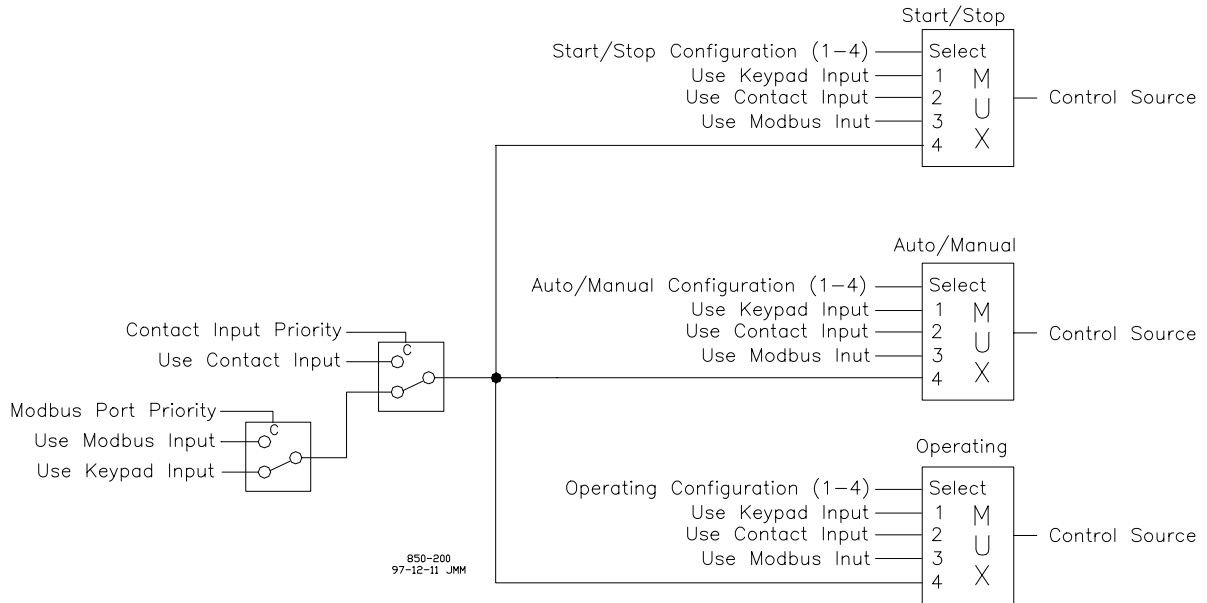 Start/Stop
Start/Stop Configuration (1-4)
Select
Use Keypad Input
1
Use Contact Input
2
Use Modbus Inut
3
4
MUX
Control Source
Auto/Manual
Auto/Manual Configuration (1-4)
Select
Use Keypad Input
1
Use Contact Input
2
Use Modbus Inut
3
4
MUX
Control Source
Contact Input Priority
C
Use Contact Input
Modbus Port Priority
C
Use Modbus Input
Use Keypad Input
Operating
Operating Configuration (1-4)
Select
Use Keypad Input
1
Use Contact Input
2
Use Modbus Inut
3
4
MUX
Control Source
850-200
97-12-11 JMM